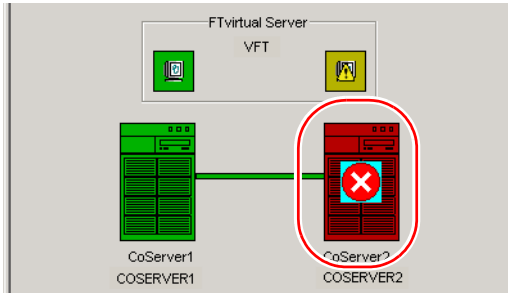 FTvirtual Server
VFT
CoServer1
CoServer2
COSERVER1
COSERVER2